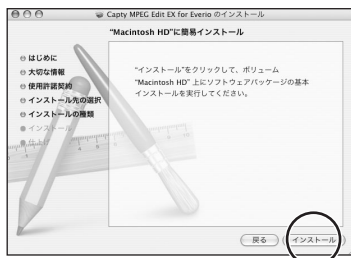 Capty MPEG Edit EX for Everio のインストール
"Macintosh HD"に簡易インストール
はじめに
大切な情報
使用許諾契約
インストール先の選択
インストールの種類
インストール
仕上げ
"インストール"をクリックして、ボリューム
"Macintosh HD" 上にソフトウェアパッケージの基本
インストールを実行してください。
戻る
インストール